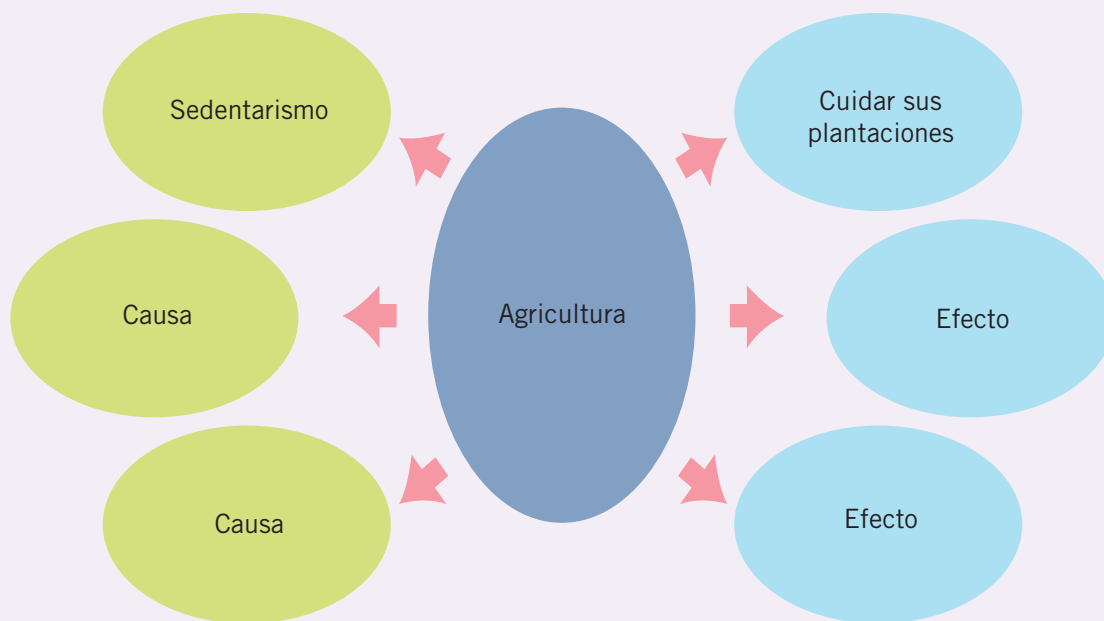 Sedentarismo
Cuidar sus
plantaciones
Causa
Agricultura
Efecto
Causa
Efecto